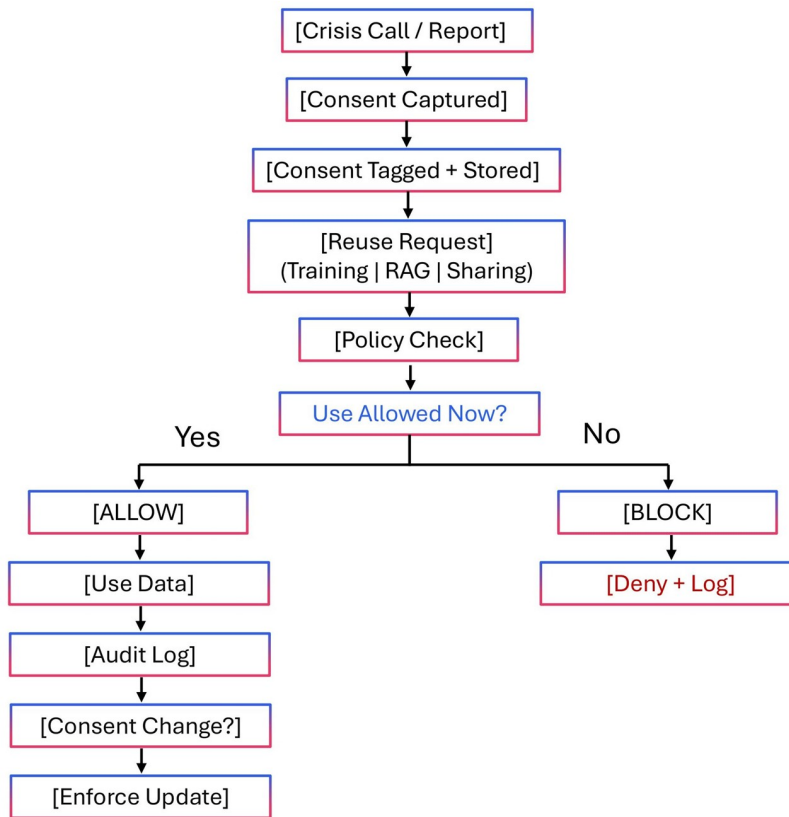 [Crisis Call / Report]
[Consent Captured]
[Consent Tagged + Stored]
[Reuse Request]
(Training | RAG | Sharing)
[Policy Check]
Use Allowed Now?
Yes
No
[ALLOW]
[BLOCK]
[Use Data]
[Deny + Log]
[Audit Log]
[Consent Change?]
[Enforce Update]